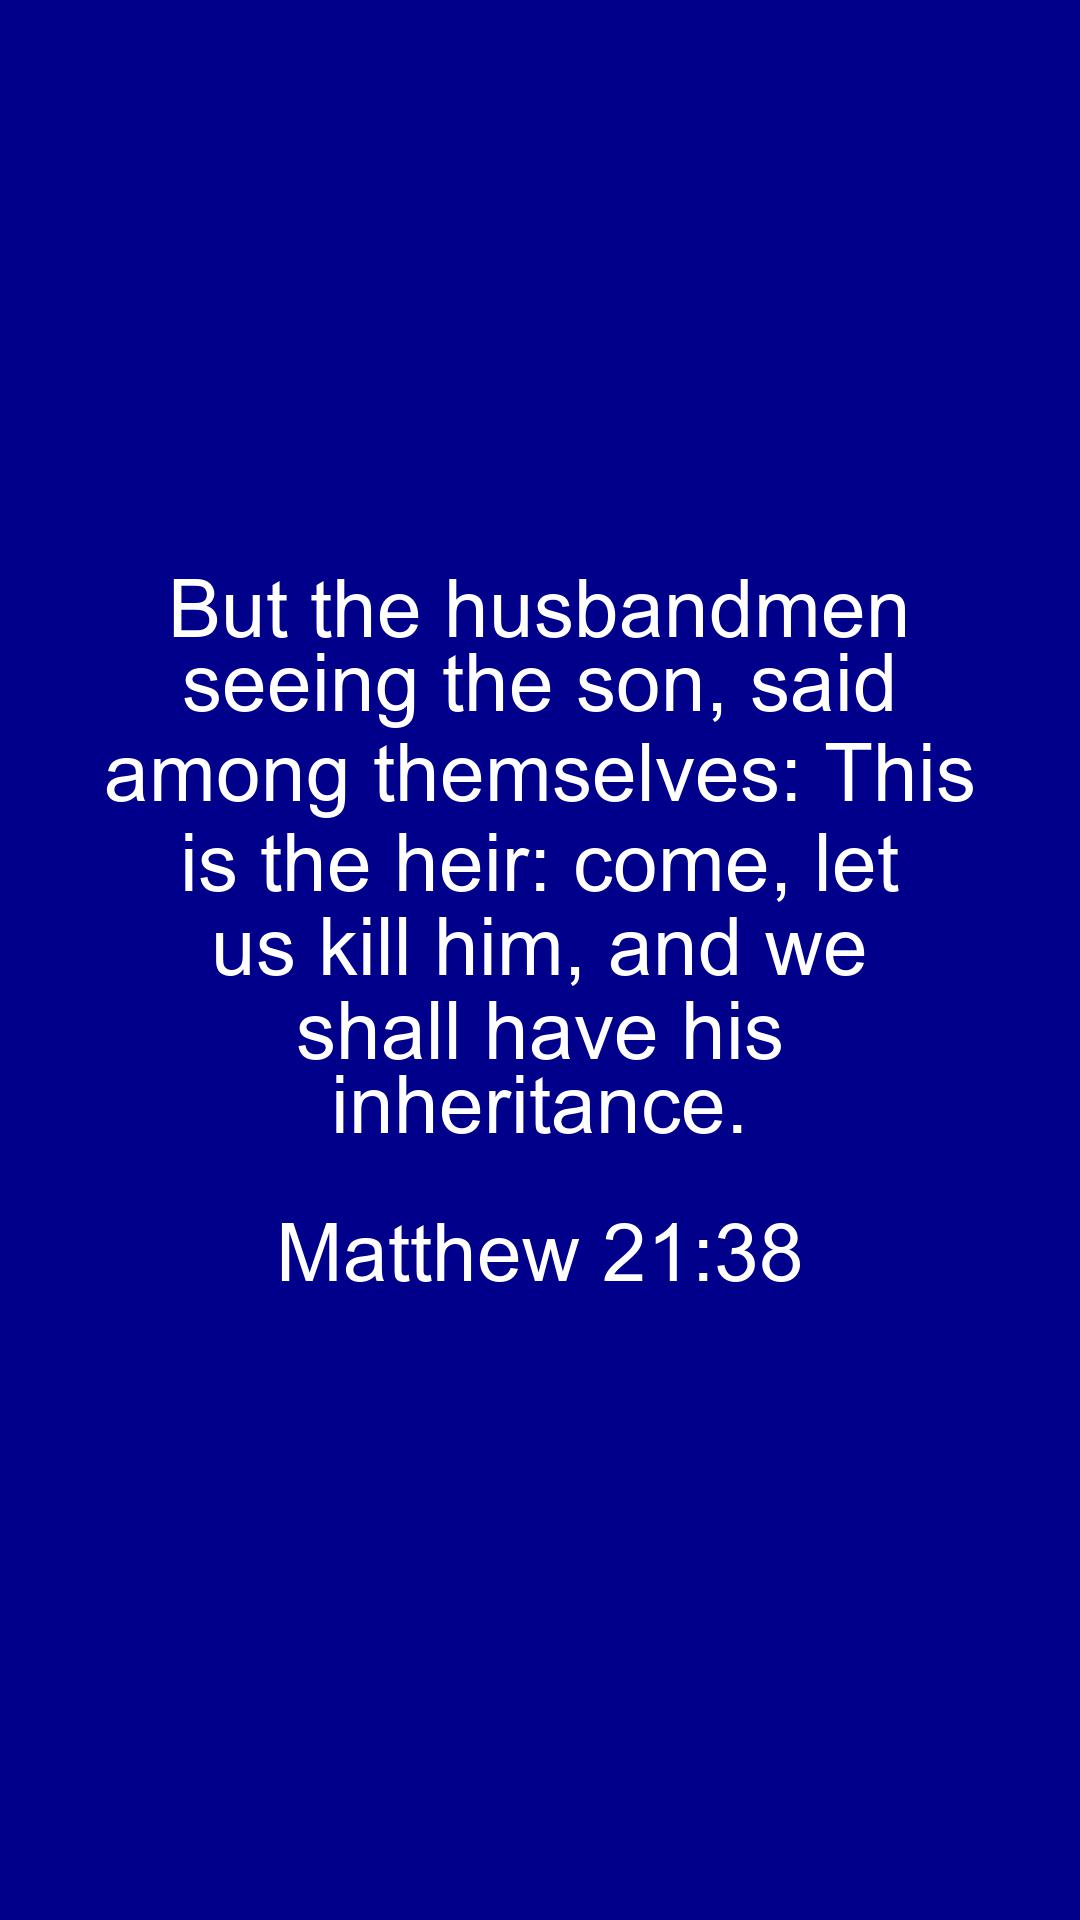 But the husbandmen
seeing the son, said
among themselves: This
is the heir: come, let
us kill him, and we
shall have his
inheritance.
Matthew 21:38